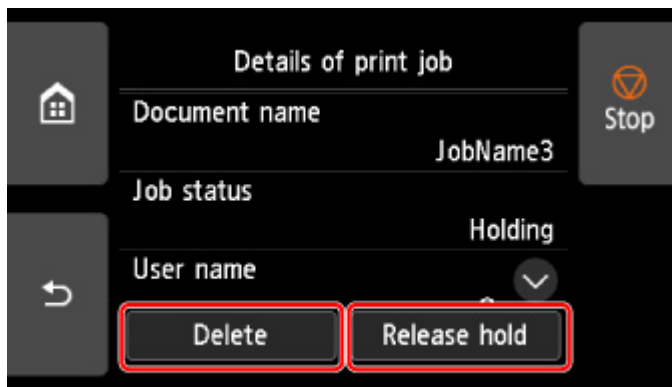 Details of print job
Stop
Document name
JobName3
Job status
Holding
User name
Delete
Release hold